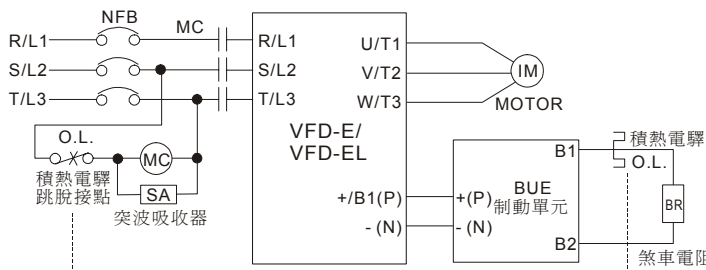 NFB
MC
R/L1
R/L1
U/T1
S/L2
S/L2
V/T2
IM
T/L3
T/L3
W/T3
MOTOR
O.L.
MC
VFD-E/
VFD-EL
B1
積熱電驛
O.L.
積熱電驛
跳脫接點
SA
突波吸收器
+/B1(P)
+(P)
BUE
制動單元
BR
- (N)
- (N)
B2
煞車電阻